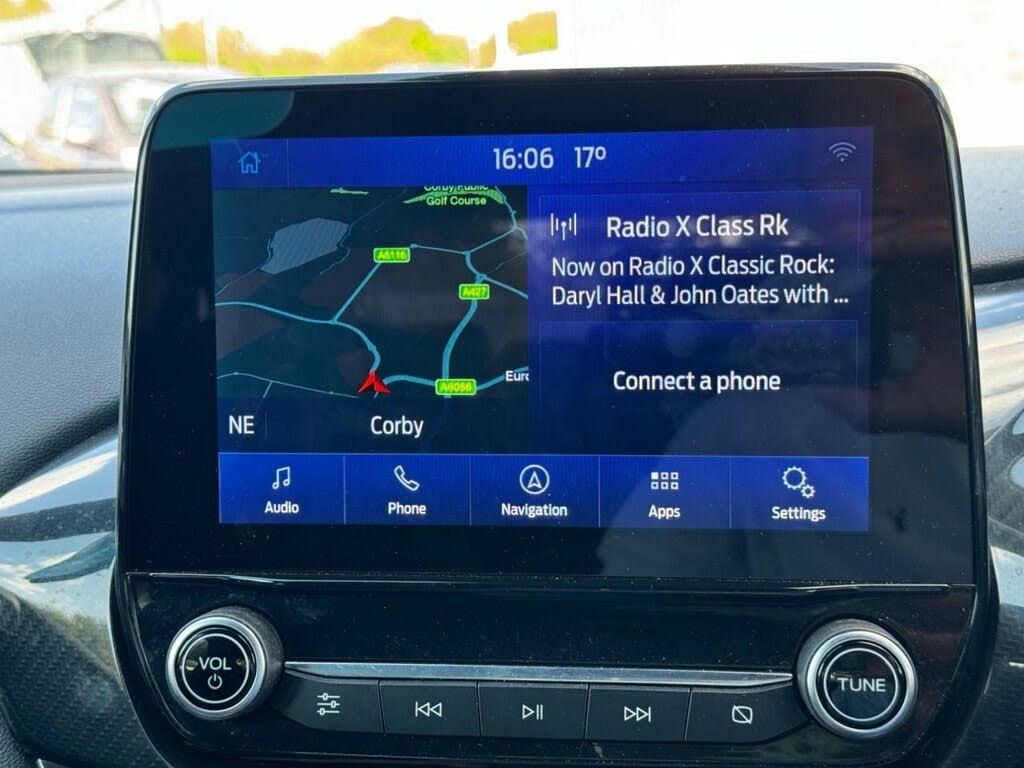 16:06 17°
Corby Public
Golf Course
A6116
A427
A6086
Euro
NE
Corby
Radio X Class Rk
Now on Radio X Classic Rock:
Daryl Hall & John Oates with ...
Connect a phone
Audio
Phone
Navigation
Apps
Settings
VOL
TUNE